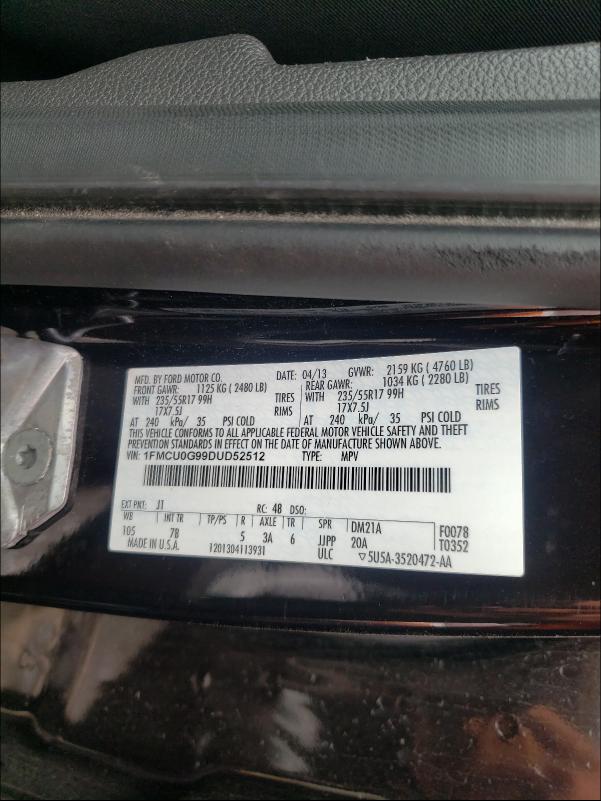 MFD. BY FORD MOTOR CO. DATE: 04/13 GVWR: 2159 KG ( 4760 LB)
FRONT GAWR: 1125 KG ( 2480 LB) REAR GAWR: 1034 KG ( 2280 LB)
WITH 235/55R17 99H TIRES WITH 235/55R17 99H TIRES
17X7.5J RIMS 17X7.5J RIMS
AT 240 kPa/ 35 PSI COLD AT 240 kPa/ 35 PSI COLD
THIS VEHICLE CONFORMS TO ALL APPLICABLE FEDERAL MOTOR VEHICLE SAFETY AND THEFT
PREVENTION STANDARDS IN EFFECT ON THE DATE OF MANUFACTURE SHOWN ABOVE.
VIN: 1FMCU0G99DUD52512 TYPE: MPV
EXT PNT: J1 RC: 48 DSO:
WB INT TR TP/PS R AXLE TR SPR DM21A F0078
105 7B 5 3A 6 JJPP 20A T0352
MADE IN U.S.A. 1201304113931 ULC ▽5U5A-3520472-AA